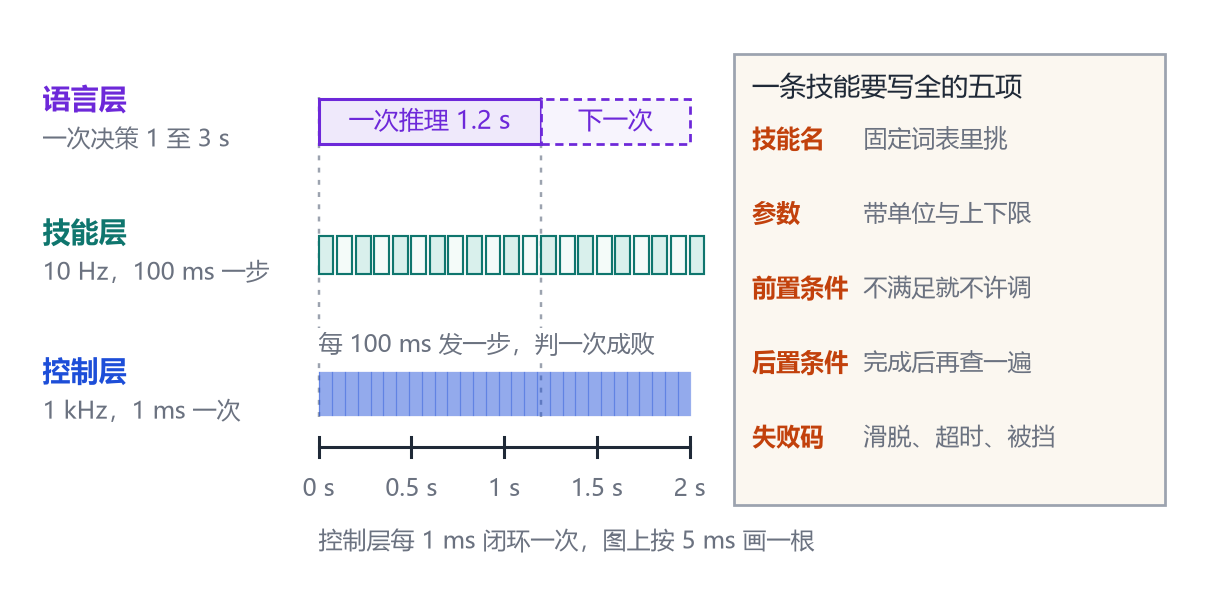 语言层
一次决策 1 至 3 s
一次推理 1.2 s
下一次
技能层
10 Hz，100 ms 一步
每 100 ms 发一步，判一次成败
控制层
1 kHz，1 ms 一次
0 s
0.5 s
1 s
1.5 s
2 s
控制层每 1 ms 闭环一次，图上按 5 ms 画一根
一条技能要写全的五项
技能名 固定词表里挑
参数 带单位与上下限
前置条件 不满足就不许调
后置条件 完成后再查一遍
失败码 滑脱、超时、被挡